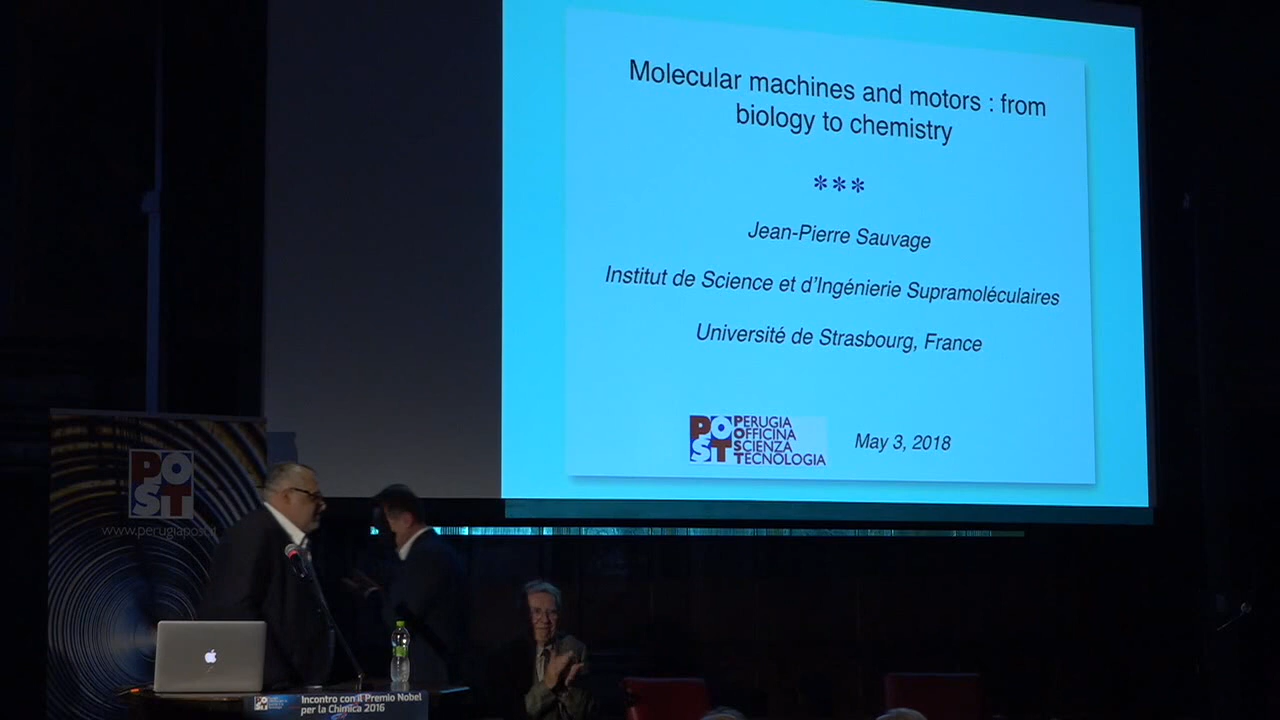 Molecular machines and motors : from
biology to chemistry
***
Jean-Pierre Sauvage
Institut de Science et d'Ingénierie Supramoléculaires
Université de Strasbourg, France
POST
PERUGIA
OFFICINA
SCIENZA
TECNOLOGIA
May 3, 2018
POST
www.perugiapost.it
Incontro con il Premio Nobel
per la Chimica 2016